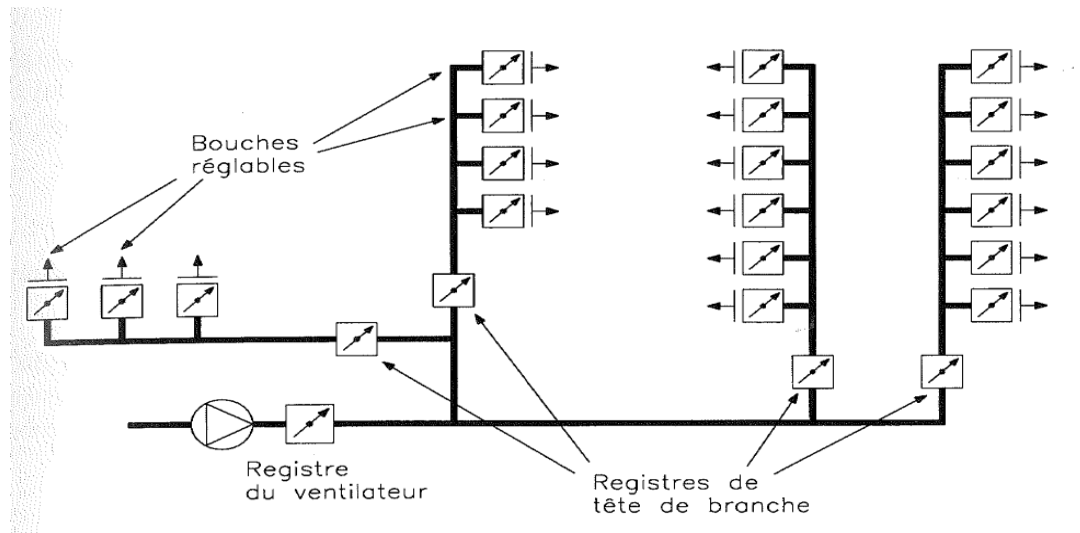 Bouches
réglables
Registre
du ventilateur
Registres de
tête de branche